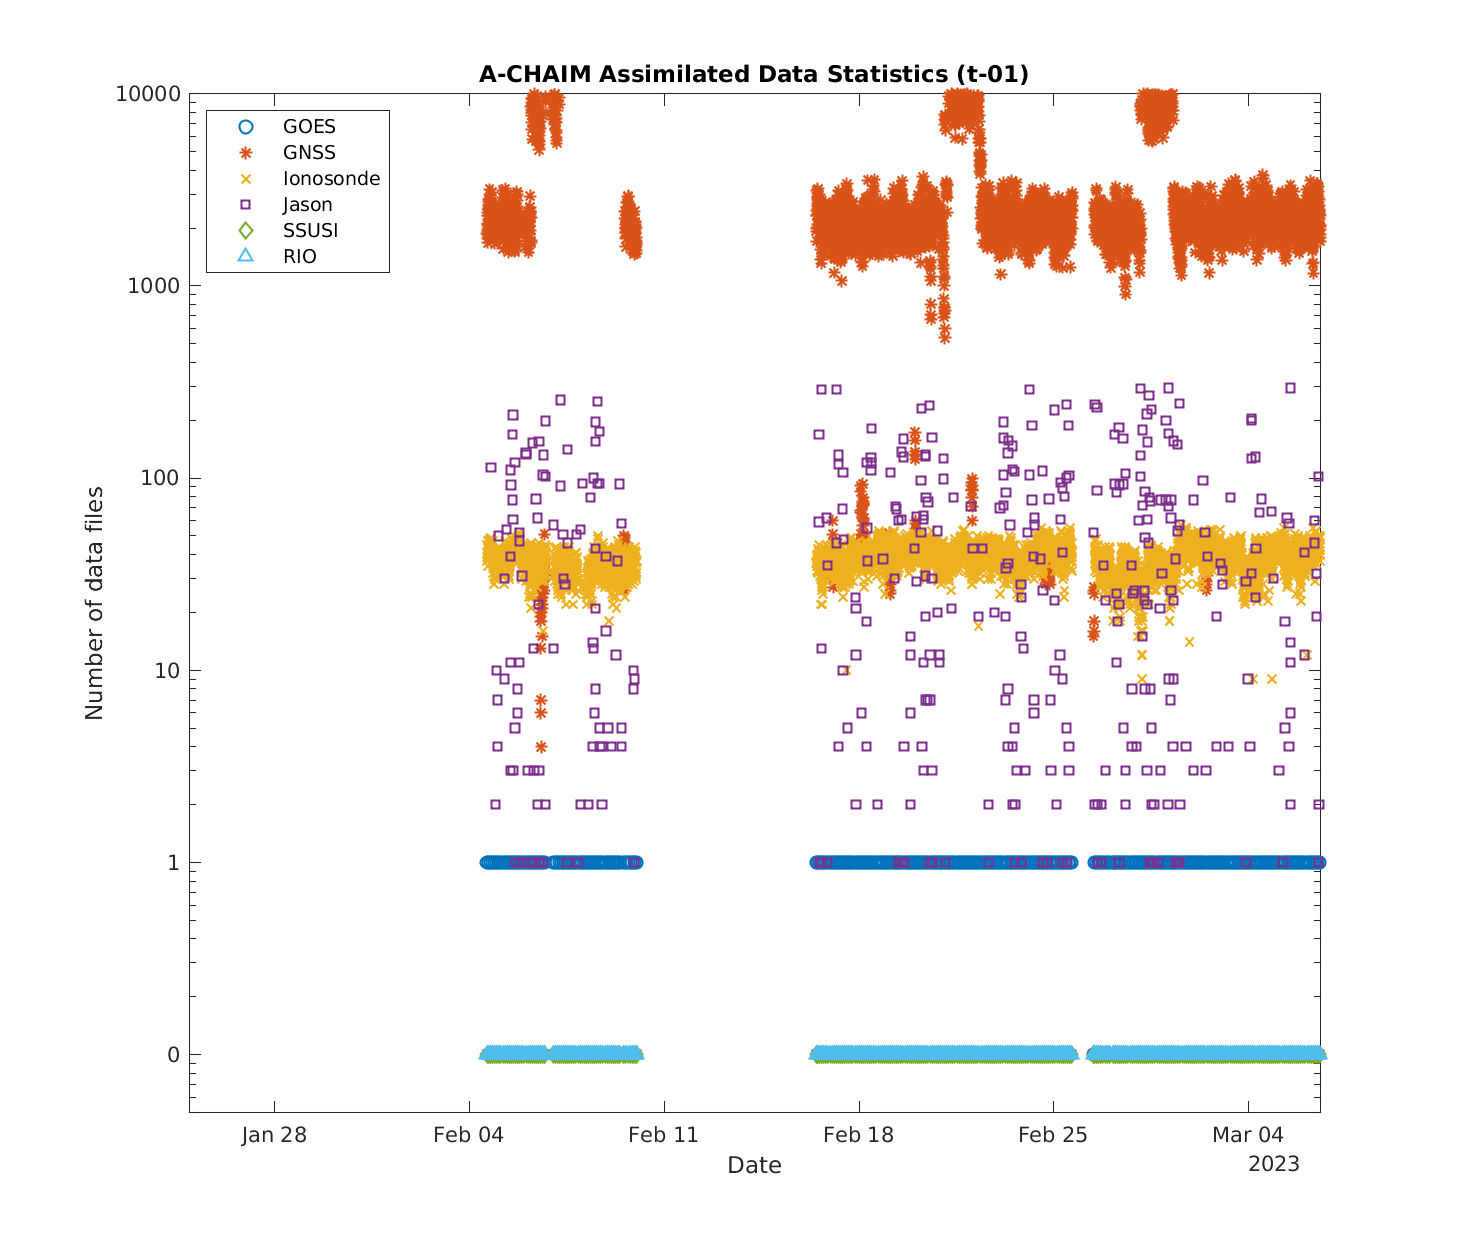 A-CHAIM Assimilated Data Statistics (t-01)
10000
1000
100
10
1
0
Number of data files
GOES
GNSS
Ionosonde
Jason
SSUSI
RIO
Jan 28
Feb 04
Feb 11
Feb 18
Feb 25
Mar 04
2023
Date